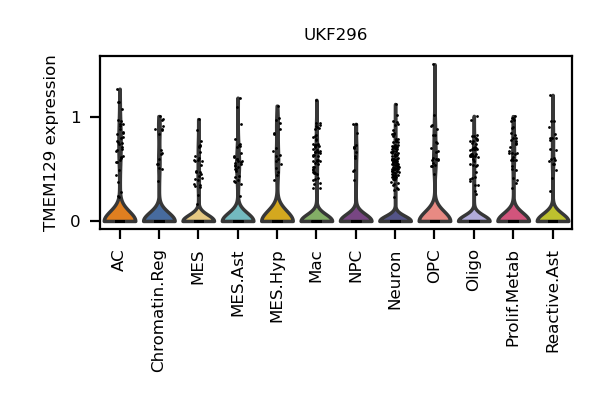 UKF296
TMEM129 expression
1
0
AC
Chromatin.Reg
MES
MES.Ast
MES.Hyp
Mac
NPC
Neuron
OPC
Oligo
Prolif.Metab
Reactive.Ast